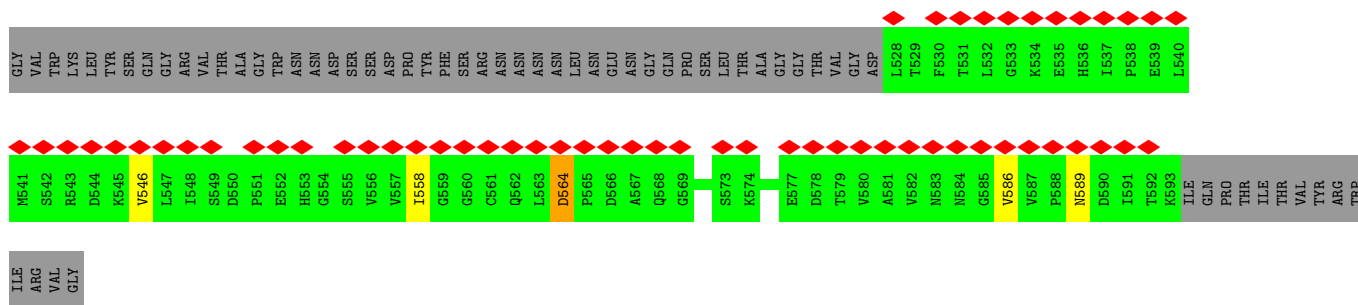 GLY VAL TRP LYS LEU TYR SER GLN GLY ARG VAL THR ALA GLY TRP ASN ASN ASP SER SER ASP PRO TYR PHE SER ARG ASN ASN ASN ASN LEU ASN GLU ASN GLY GLN PRO SER LEU THR ALA GLY GLY THR VAL GLY ASP L528 T529 F530 T531 L532 G533 K534 E535 H536 I537 P538 E539 L540
M541 S542 R543 D544 K545 V546 L547 I548 S549 D550 P551 E552 H553 G554 S555 V556 V557 I558 G559 G560 C561 Q562 L563 D564 P565 D566 A567 Q568 G569 S573 K574 E577 D578 T579 V580 A581 V582 N583 N584 G585 V586 V587 P588 N589 D590 I591 T592 K593 ILE GLN PRO THR ILE THR VAL TYR ARG TRP
ILE ARG VAL GLY